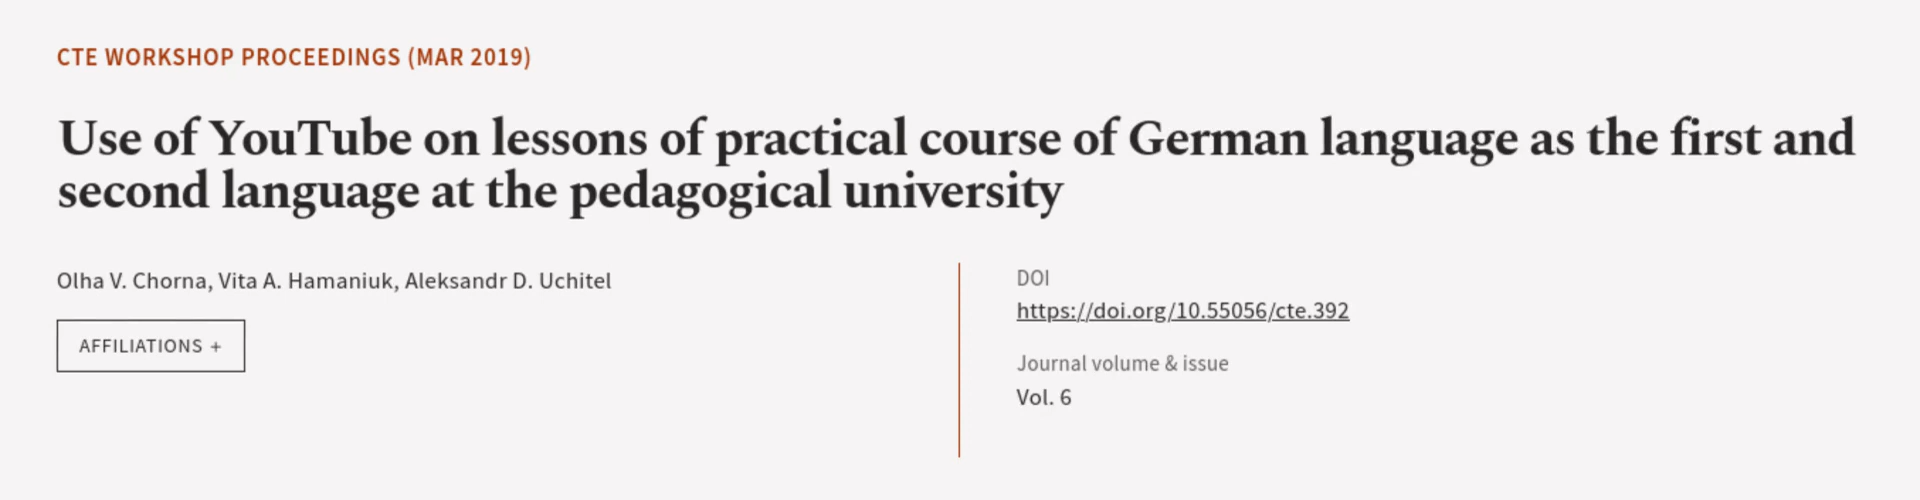 CTE WORKSHOP PROCEEDINGS (MAR 2019)
Use of YouTube on lessons of practical course of German language as the first and
second language at the pedagogical university
Olha V. Chorna, Vita A. Hamaniuk, Aleksandr D. Uchitel
AFFILIATIONS +
DOI
https://doi.org/10.55056/cte.392
Journal volume & issue
Vol. 6